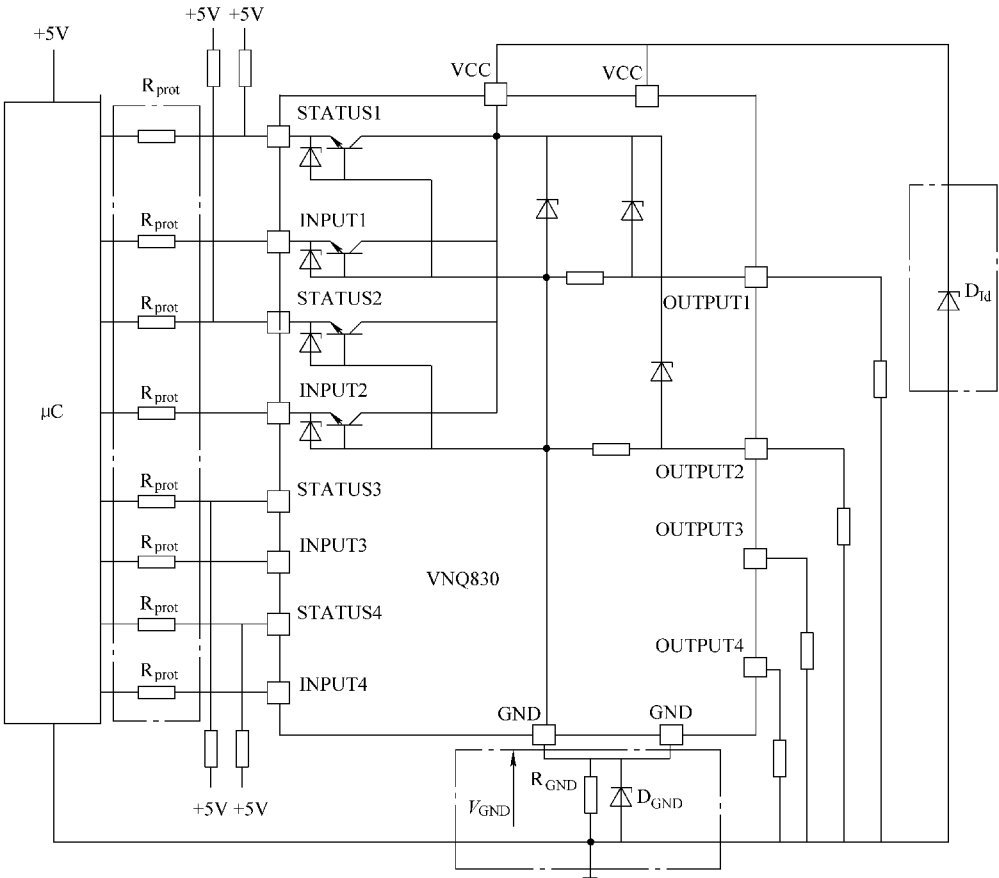 +5V +5V
+5V
VCC
VCC
R_prot
STATUS1
R_prot
INPUT1
R_prot
STATUS2
OUTPUT1
D_ld
R_prot
INPUT2
μC
R_prot
STATUS3
OUTPUT2
R_prot
INPUT3
OUTPUT3
VNQ830
R_prot
STATUS4
OUTPUT4
R_prot
INPUT4
GND
GND
V_GND
R_GND
D_GND
+5V +5V